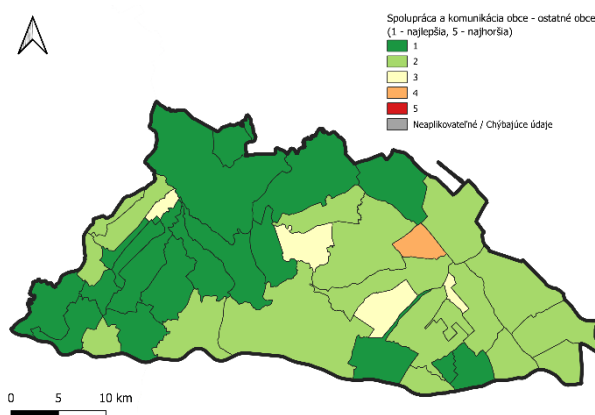 Spolupráca a komunikácia obce - ostatné obce
(1 - najlepšia, 5 - najhoršia)
1
2
3
4
5
Neaplikovateľné / Chýbajúce údaje
0 5 10 km